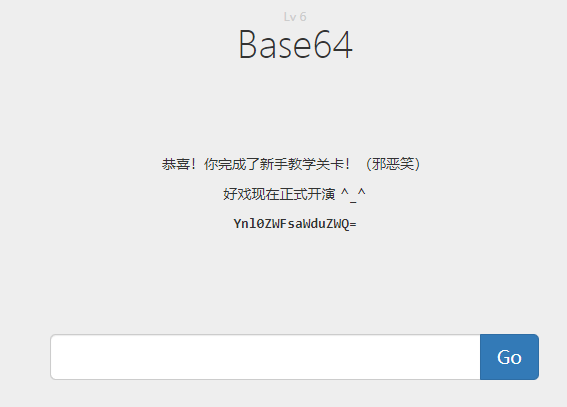 Lv 6
Base64
恭喜！你完成了新手教学关卡！（邪恶笑）
好戏现在正式开演 ^_^
Ynl0ZWFsaWduZWQ=
Go